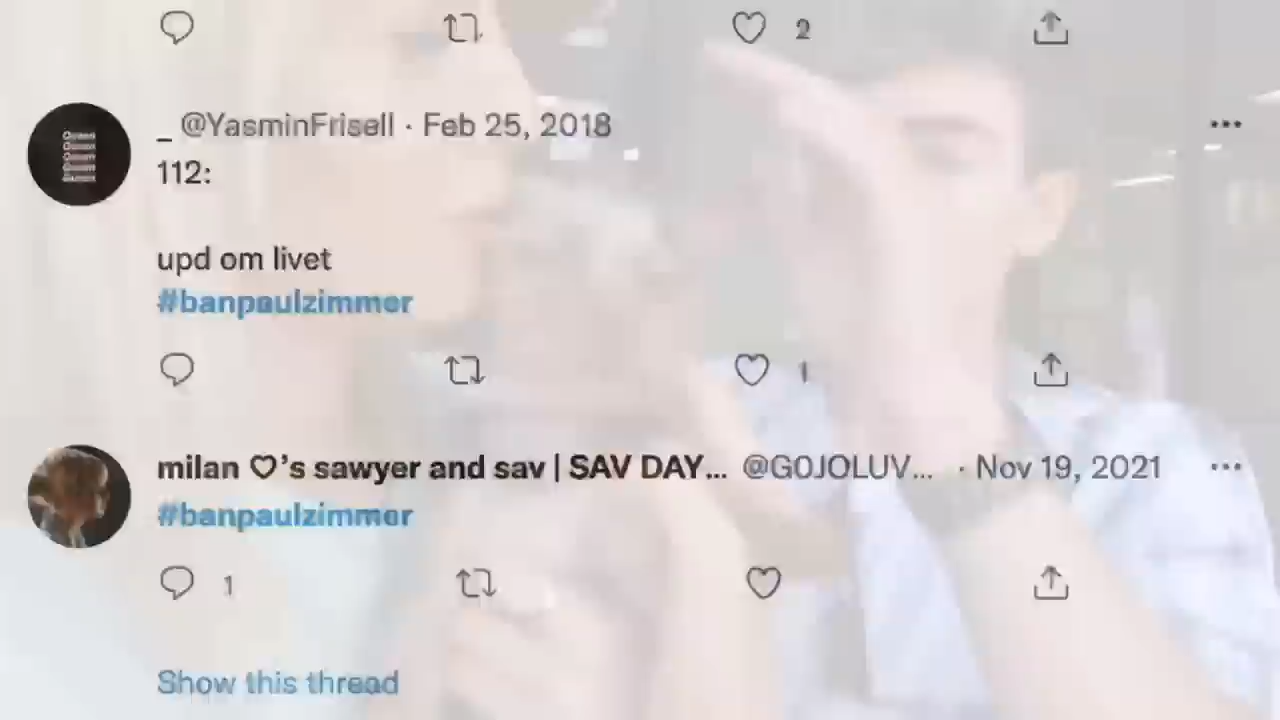 2
_ @YasminFrisell · Feb 25, 2018
112:
upd om livet
#banpaulzimmer
1
milan ♡'s sawyer and sav | SAV DAY... @G0JOLUV... · Nov 19, 2021
#banpaulzimmer
1
Show this thread